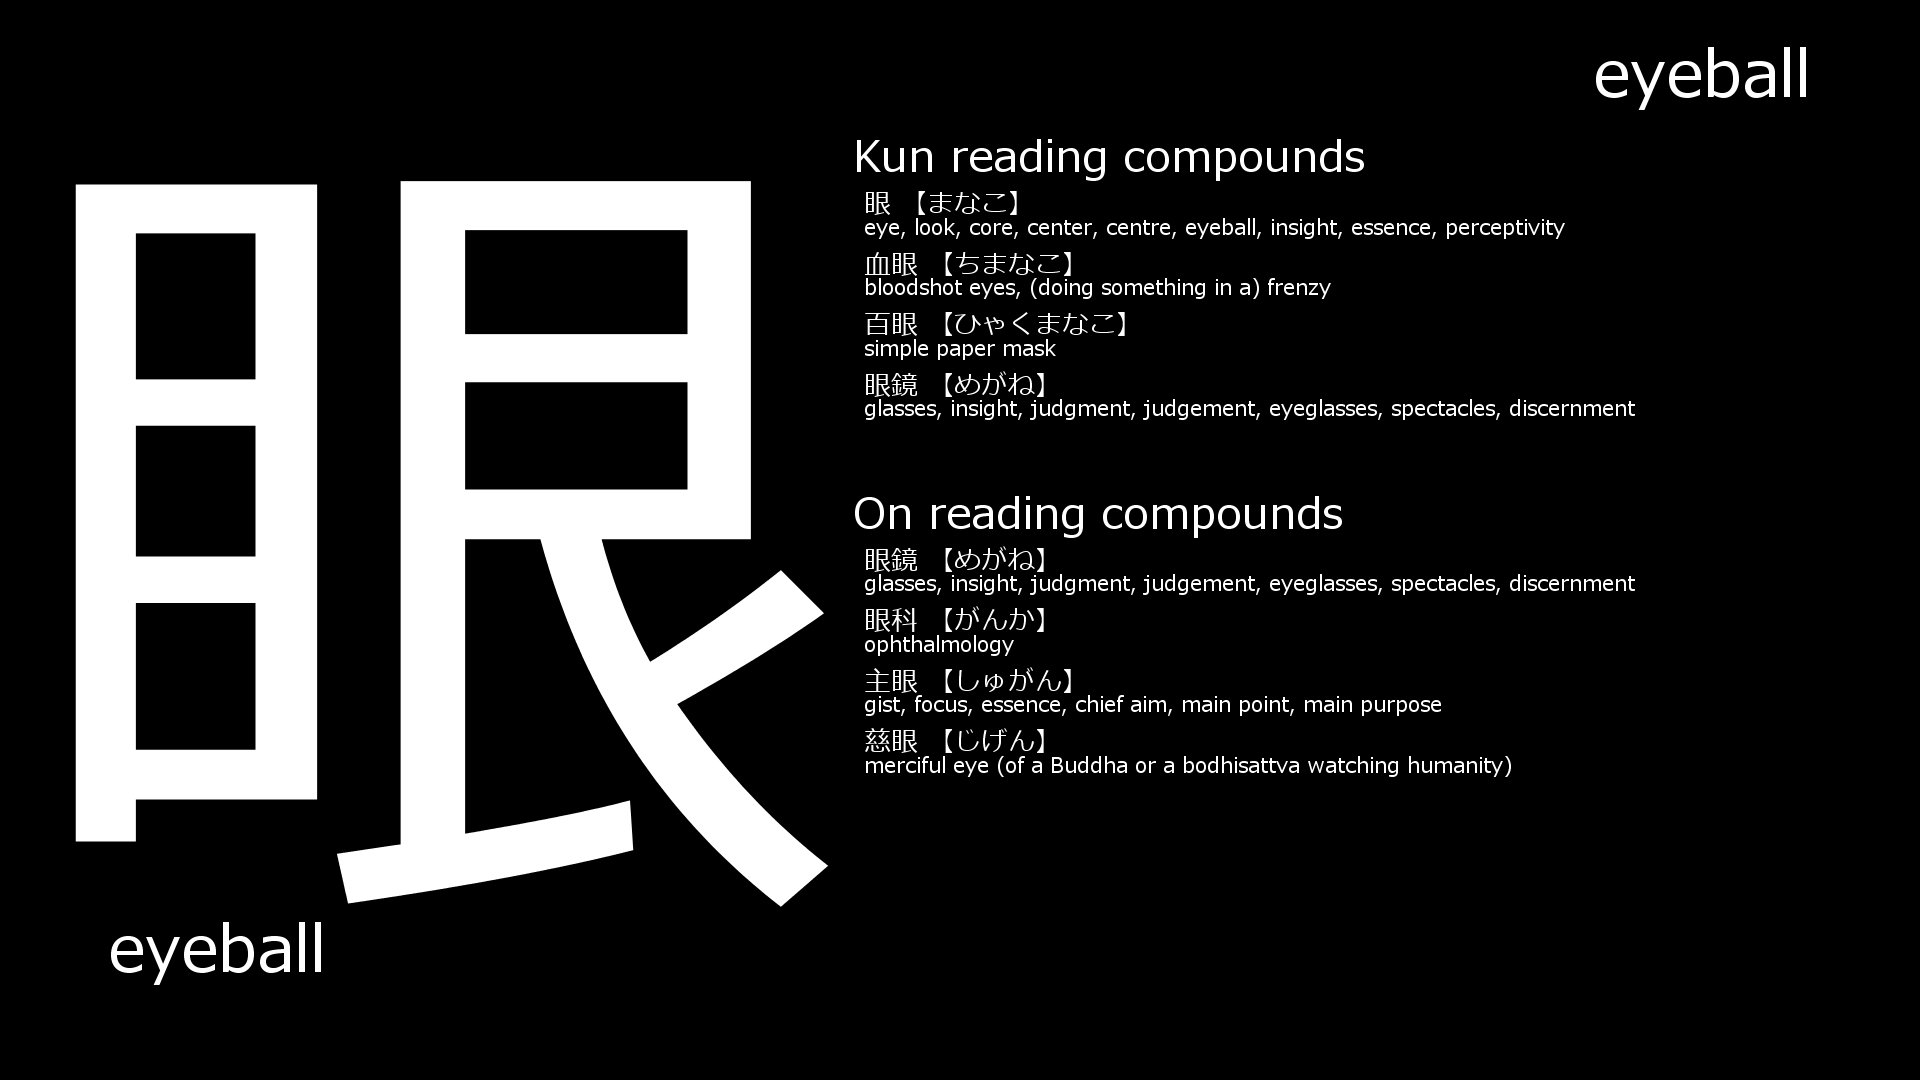 eyeball
眼
Kun reading compounds
眼 【まなこ】
eye, look, core, center, centre, eyeball, insight, essence, perceptivity
血眼 【ちまなこ】
bloodshot eyes, (doing something in a) frenzy
百眼 【ひゃくまなこ】
simple paper mask
眼鏡 【めがね】
glasses, insight, judgment, judgement, eyeglasses, spectacles, discernment
On reading compounds
眼鏡 【めがね】
glasses, insight, judgment, judgement, eyeglasses, spectacles, discernment
眼科 【がんか】
ophthalmology
主眼 【しゅがん】
gist, focus, essence, chief aim, main point, main purpose
慈眼 【じげん】
merciful eye (of a Buddha or a bodhisattva watching humanity)
eyeball